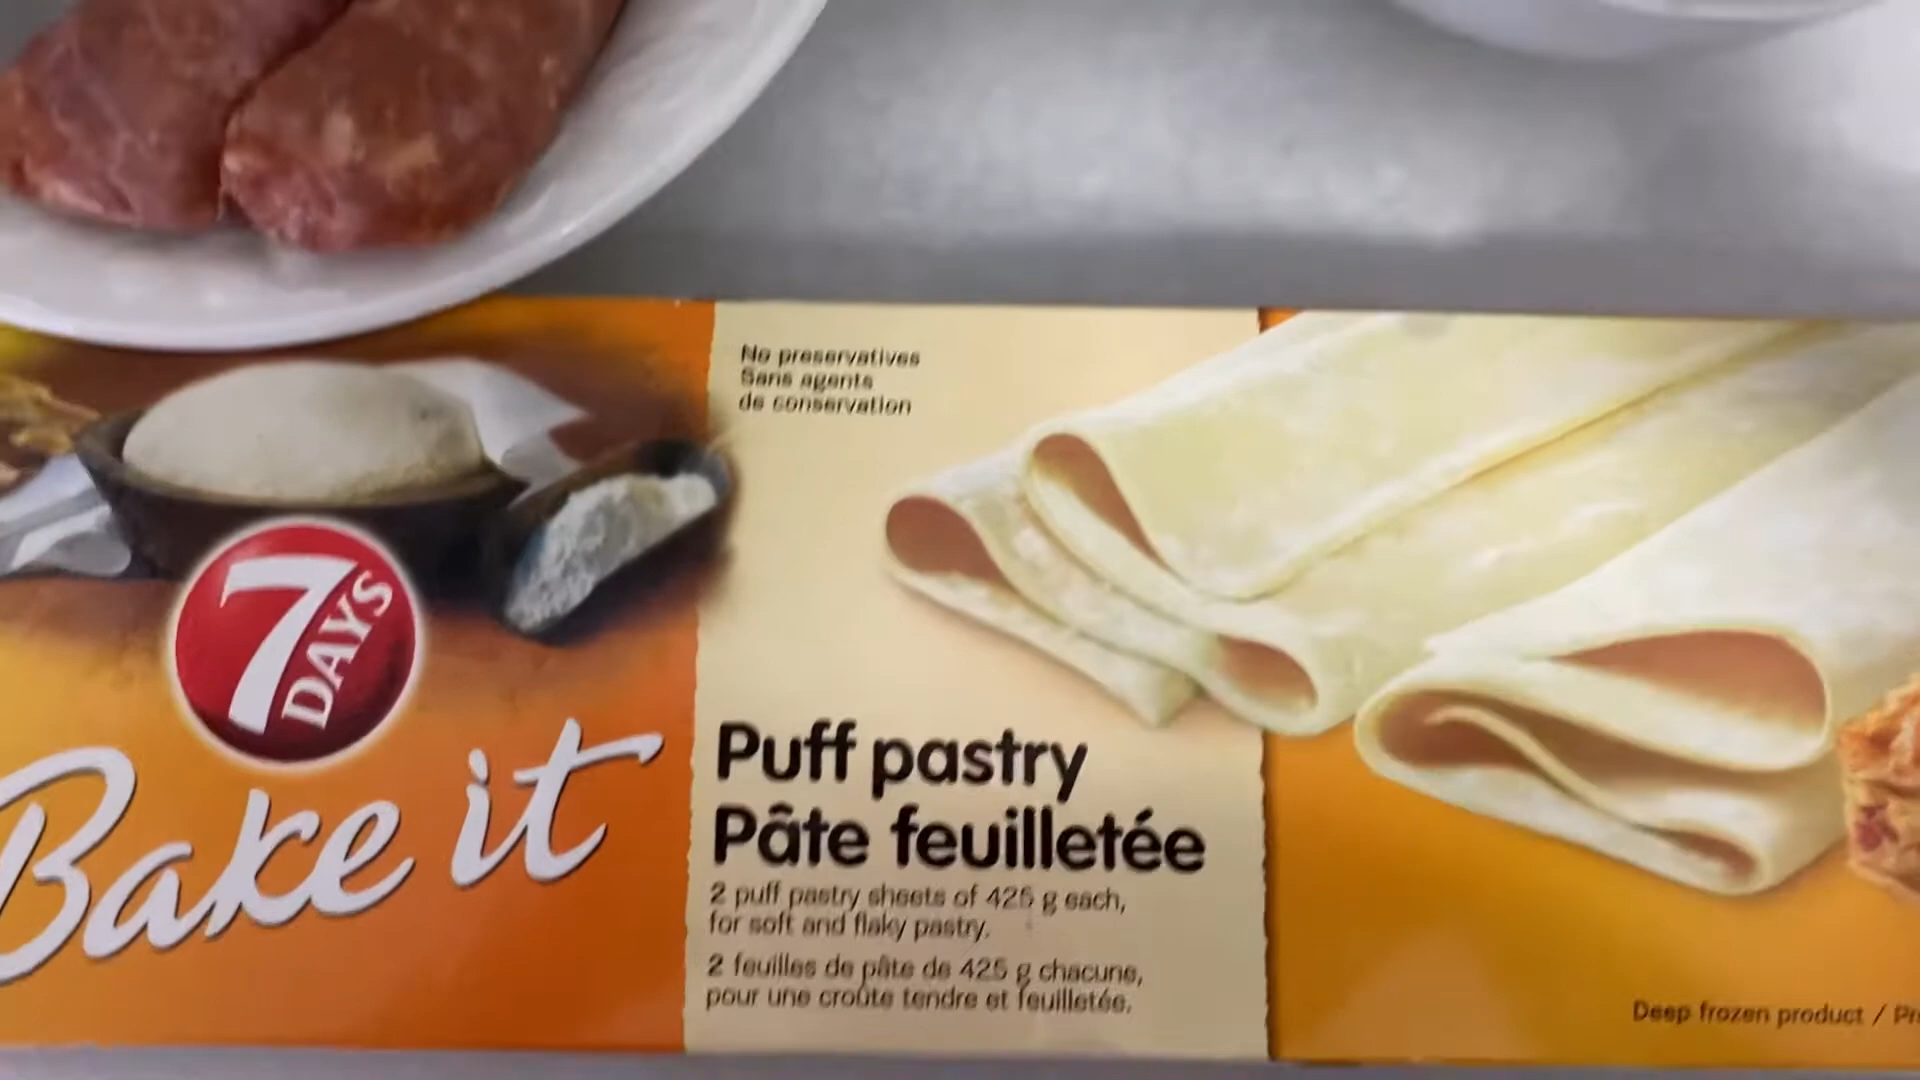 No preservatives
Sans agents
de conservation
7
DAYS
Bake it
Puff pastry
Pâte feuilletée
2 puff pastry sheets of 425 g each,
for soft and flaky pastry.
2 feuilles de pâte de 425 g chacune,
pour une croûte tendre et feuilletée.
Deep frozen product /